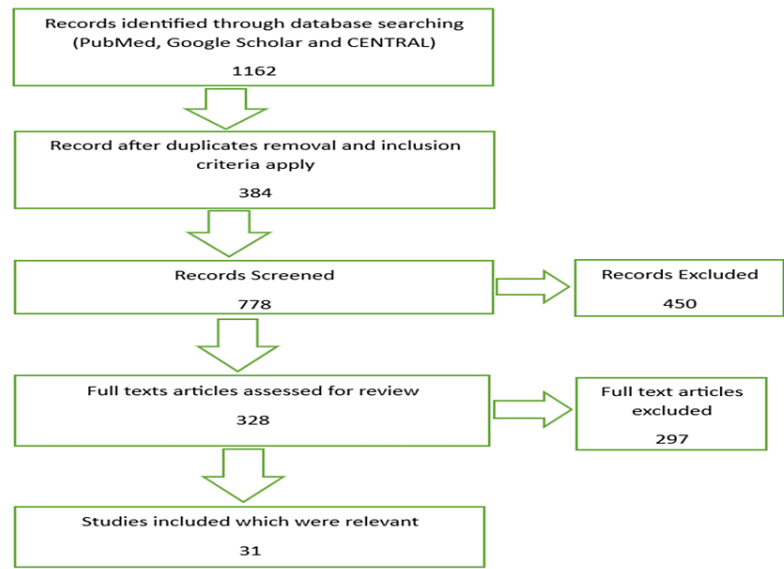 Records identified through database searching
(PubMed, Google Scholar and CENTRAL)
1162
Record after duplicates removal and inclusion
criteria apply
384
Records Screened
778
Records Excluded
450
Full texts articles assessed for review
328
Full text articles
excluded
297
Studies included which were relevant
31